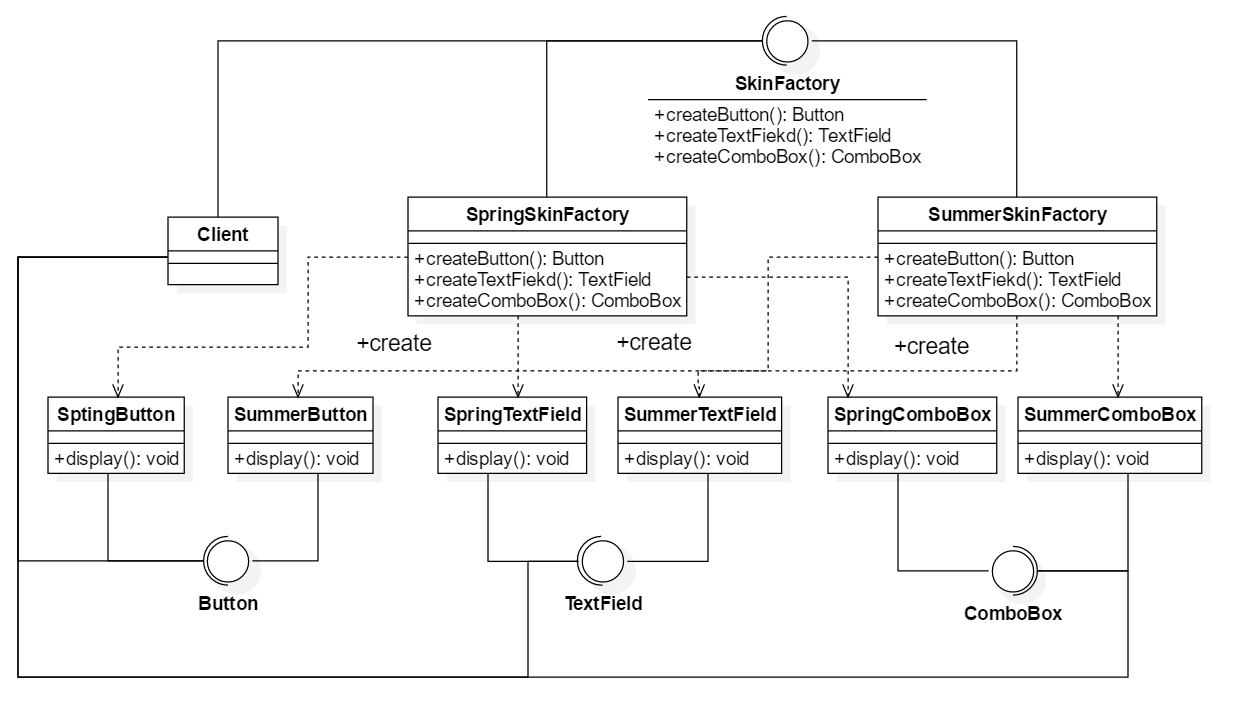 SkinFactory
+createButton(): Button
+createTextFiekd(): TextField
+createComboBox(): ComboBox
Client
SpringSkinFactory
+createButton(): Button
+createTextFiekd(): TextField
+createComboBox(): ComboBox
SummerSkinFactory
+createButton(): Button
+createTextFiekd(): TextField
+createComboBox(): ComboBox
+create
+create
+create
SptingButton
+display(): void
SummerButton
+display(): void
SpringTextField
+display(): void
SummerTextField
+display(): void
SpringComboBox
+display(): void
SummerComboBox
+display(): void
Button
TextField
ComboBox